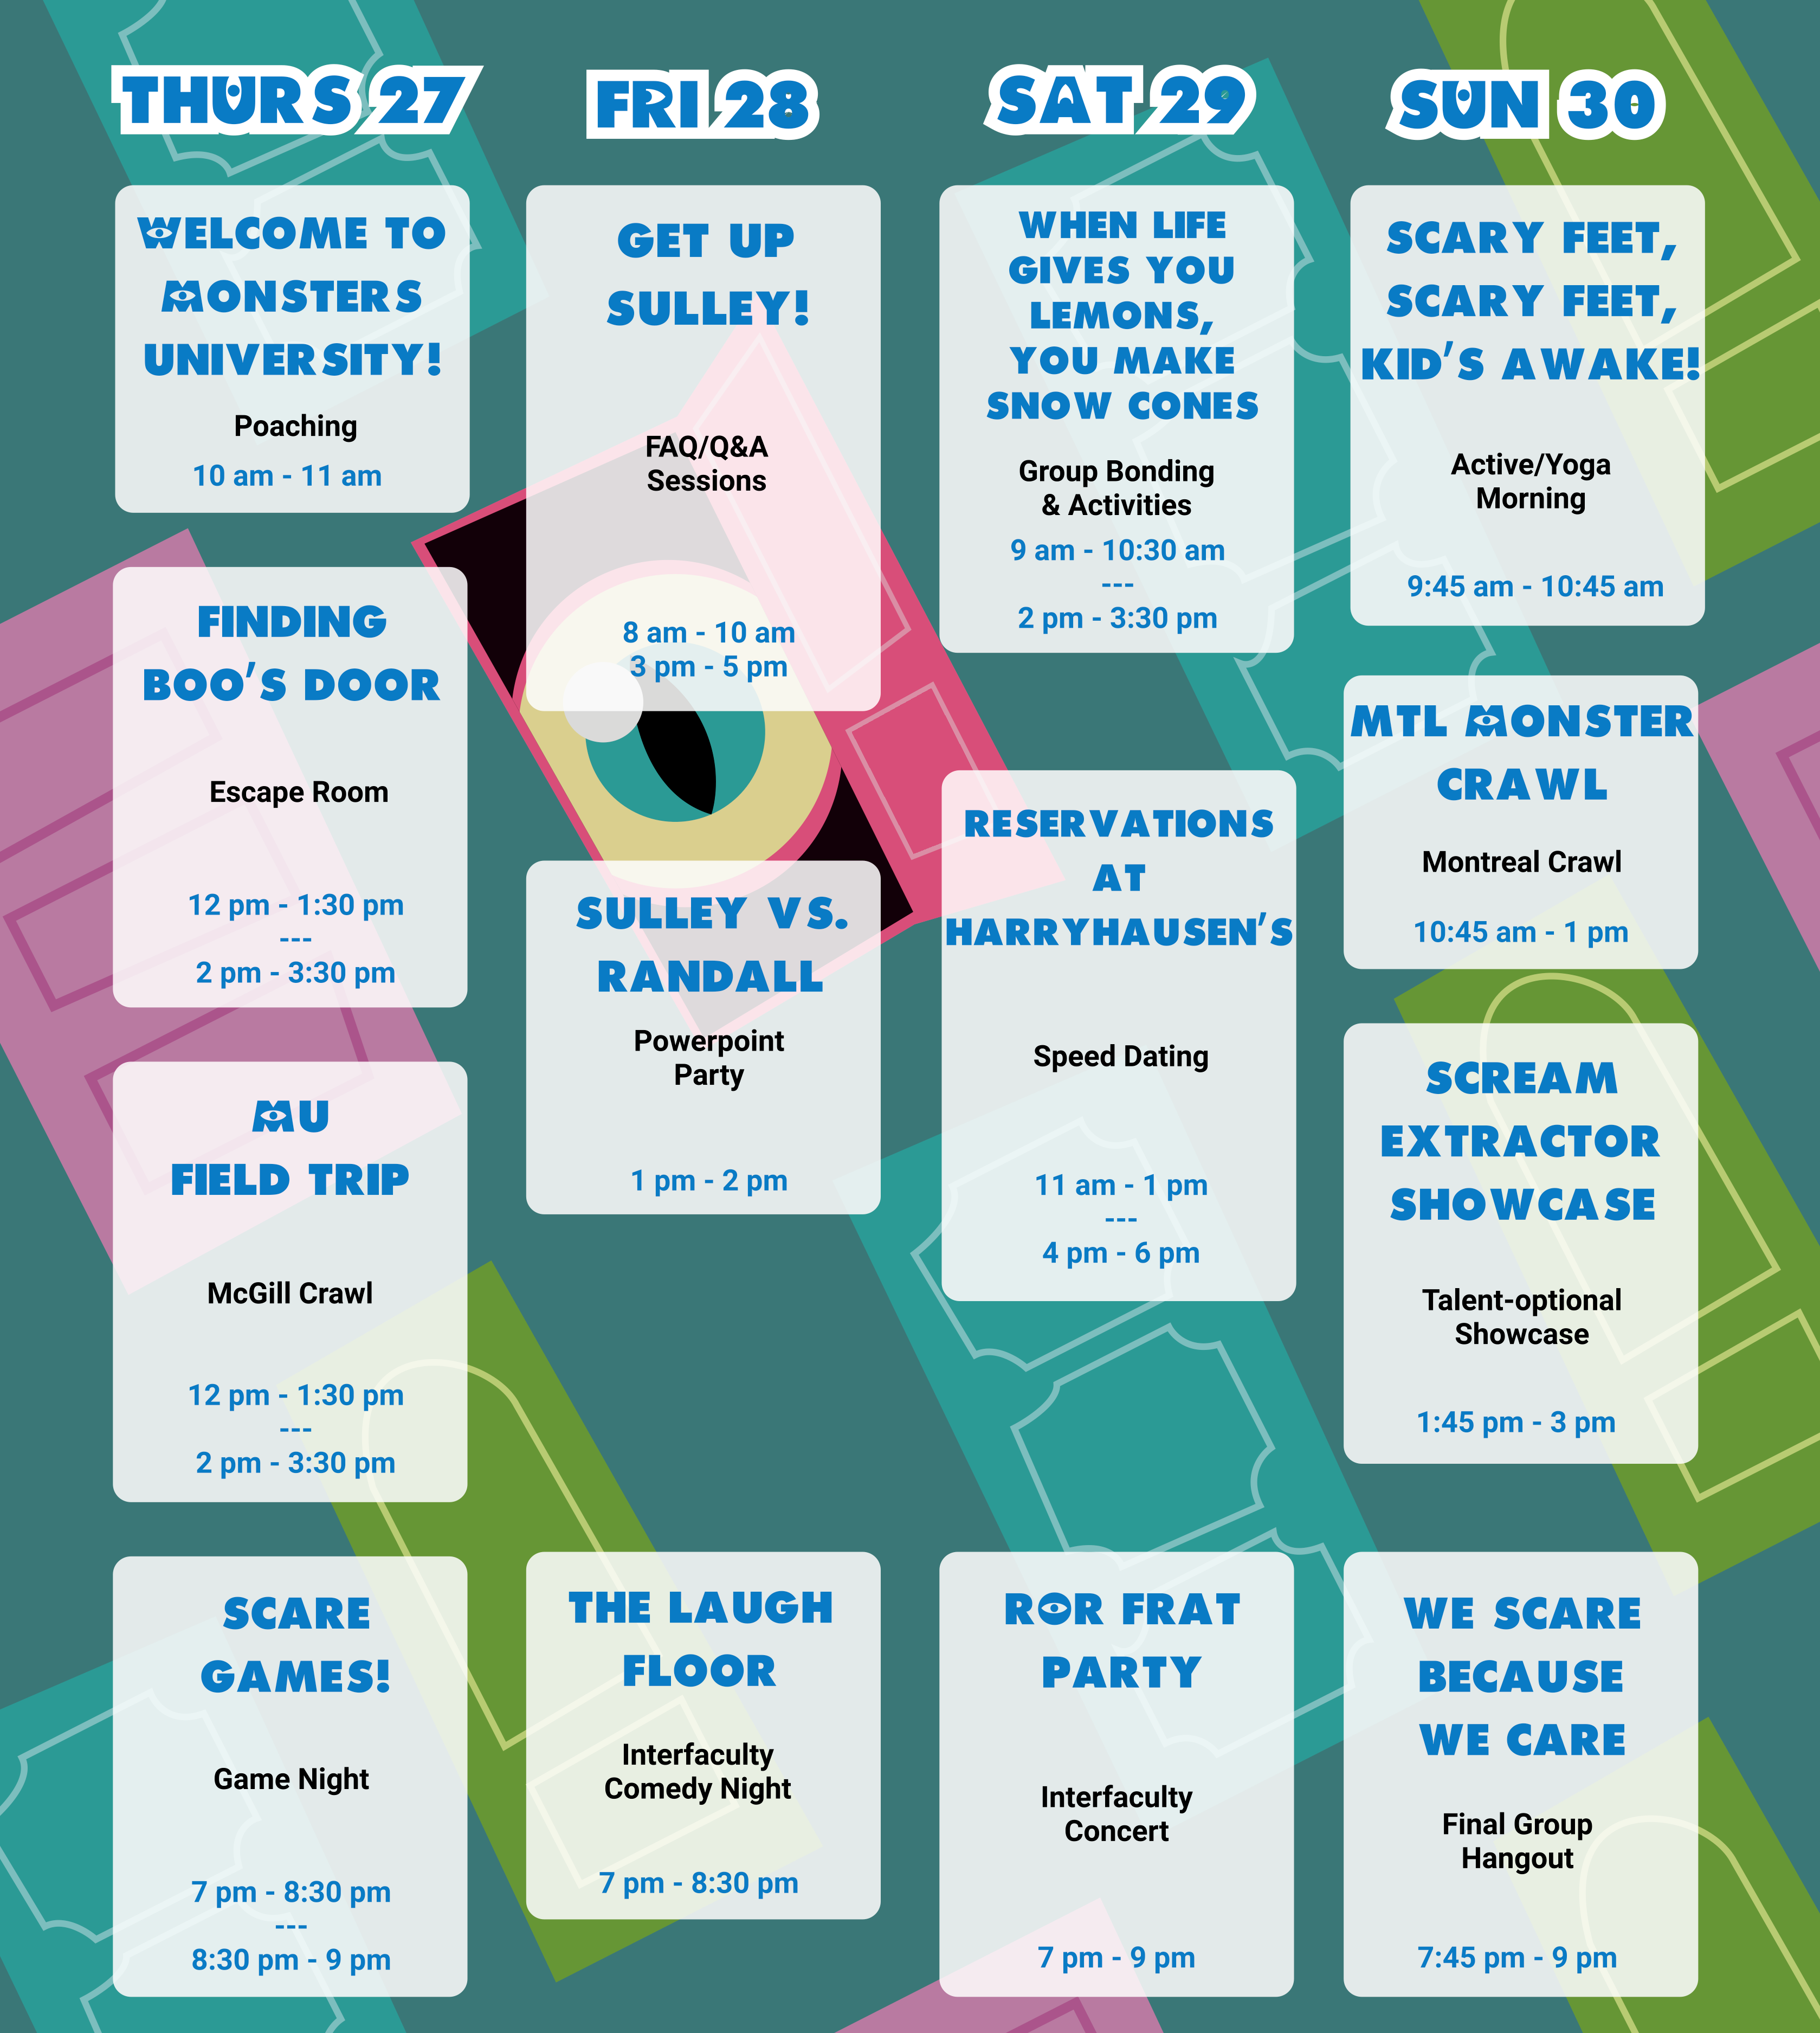 THURS 27
WELCOME TO
MONSTERS
UNIVERSITY!
Poaching
10 am - 11 am
FINDING
BOO'S DOOR
Escape Room
12 pm - 1:30 pm
---
2 pm - 3:30 pm
MU
FIELD TRIP
McGill Crawl
12 pm - 1:30 pm
---
2 pm - 3:30 pm
SCARE
GAMES!
Game Night
7 pm - 8:30 pm
---
8:30 pm - 9 pm
FRI 28
GET UP
SULLEY!
FAQ/Q&A
Sessions
8 am - 10 am
3 pm - 5 pm
SULLEY VS.
RANDALL
Powerpoint
Party
1 pm - 2 pm
THE LAUGH
FLOOR
Interfaculty
Comedy Night
7 pm - 8:30 pm
SAT 29
WHEN LIFE
GIVES YOU
LEMONS,
YOU MAKE
SNOW CONES
Group Bonding
& Activities
9 am - 10:30 am
---
2 pm - 3:30 pm
RESERVATIONS
AT
HARRYHAUSEN'S
Speed Dating
11 am - 1 pm
---
4 pm - 6 pm
ROR FRAT
PARTY
Interfaculty
Concert
7 pm - 9 pm
SUN 30
SCARY FEET,
SCARY FEET,
KID'S AWAKE!
Active/Yoga
Morning
9:45 am - 10:45 am
MTL MONSTER
CRAWL
Montreal Crawl
10:45 am - 1 pm
SCREAM
EXTRACTOR
SHOWCASE
Talent-optional
Showcase
1:45 pm - 3 pm
WE SCARE
BECAUSE
WE CARE
Final Group
Hangout
7:45 pm - 9 pm